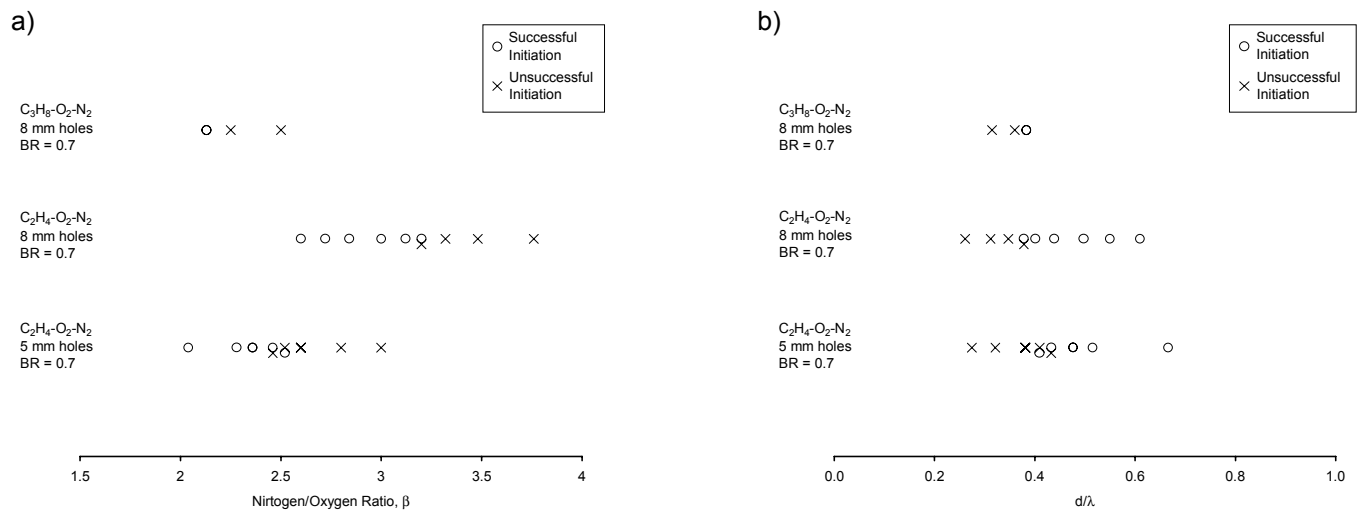 a)
Successful
Initiation
Unsuccessful
Initiation
C₃H₈-O₂-N₂
8 mm holes
BR = 0.7
C₂H₄-O₂-N₂
8 mm holes
BR = 0.7
C₂H₄-O₂-N₂
5 mm holes
BR = 0.7
1.5 2 2.5 3 3.5 4
Nirtogen/Oxygen Ratio, β
b)
Successful
Initiation
Unsuccessful
Initiation
C₃H₈-O₂-N₂
8 mm holes
BR = 0.7
C₂H₄-O₂-N₂
8 mm holes
BR = 0.7
C₂H₄-O₂-N₂
5 mm holes
BR = 0.7
0.0 0.2 0.4 0.6 0.8 1.0
d/λ